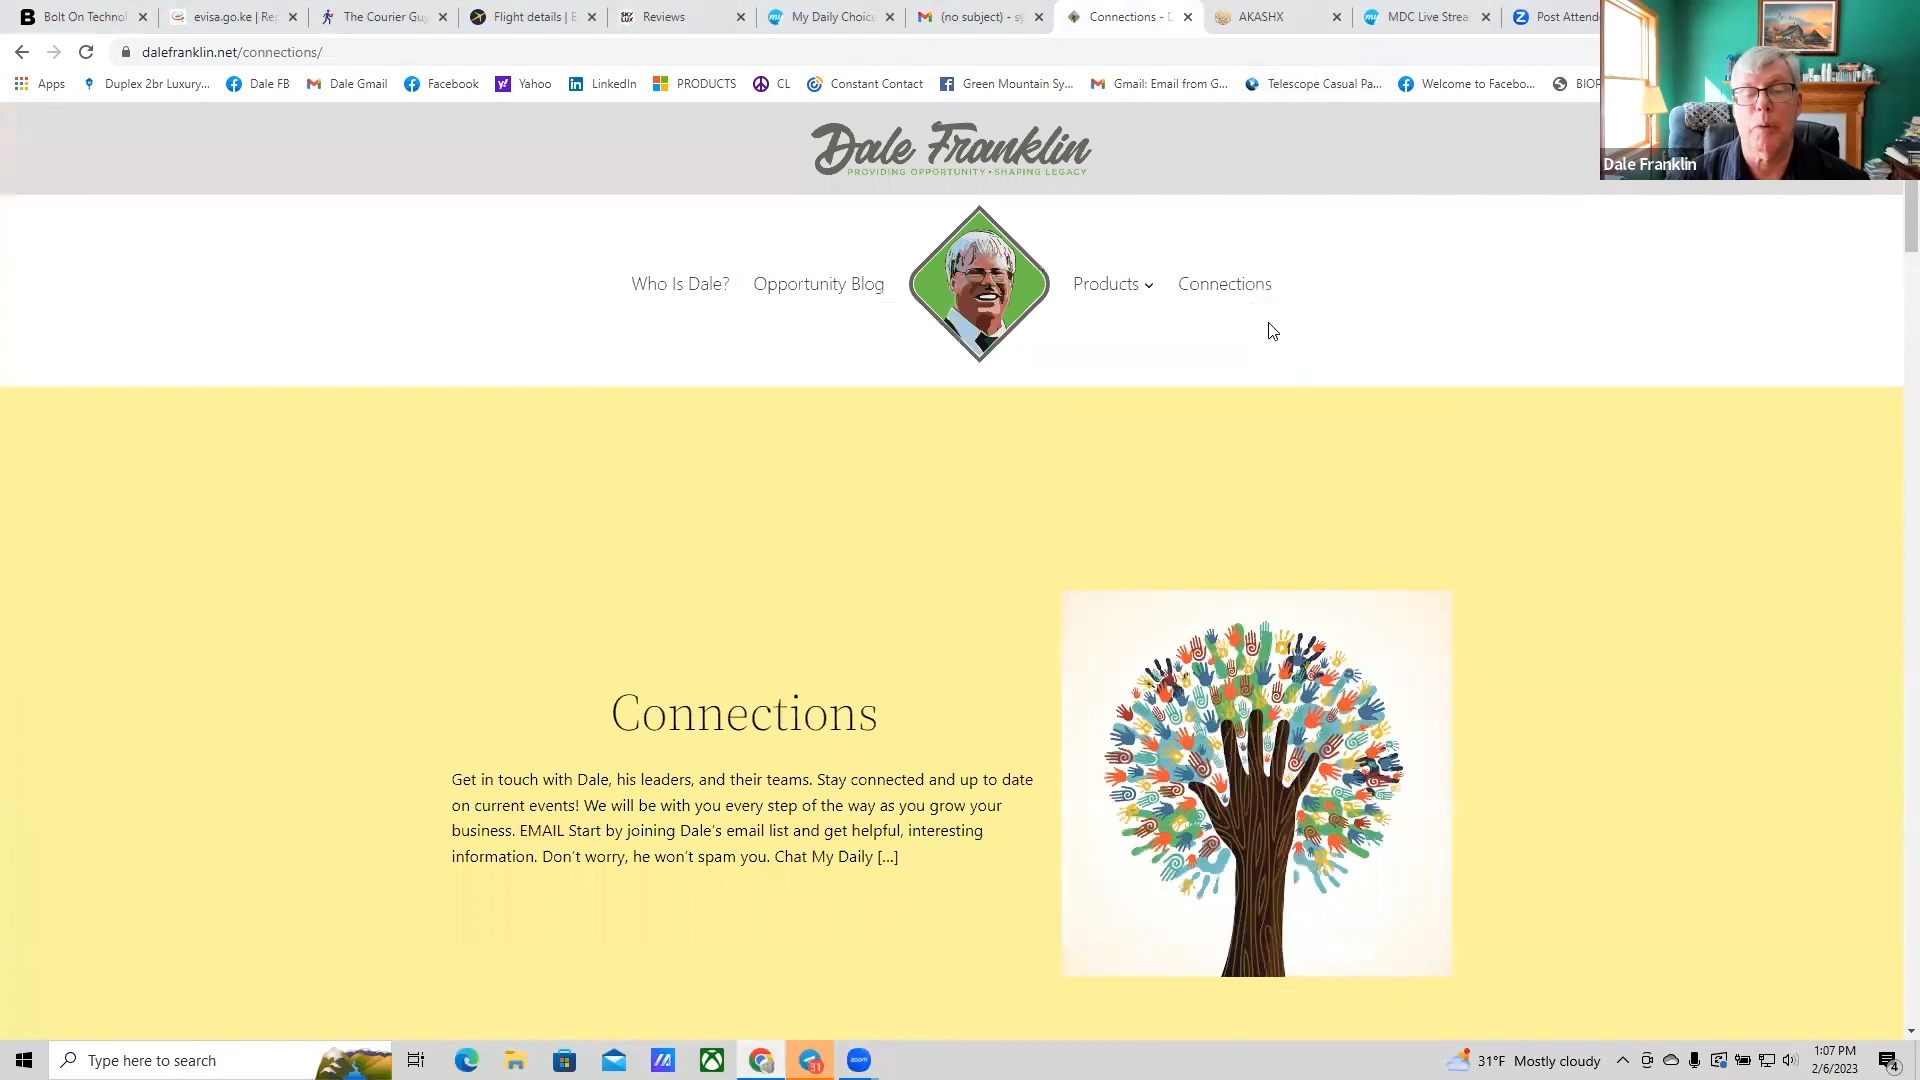 Bolt On Technol
evisa.go.ke | Re
The Courier Gu
Flight details | E
Reviews
My Daily Choice
(no subject) - s
Connections - D
AKASHX
MDC Live Strea
Post Attend
dalefranklin.net/connections/
Apps
Duplex 2br Luxury...
Dale FB
Dale Gmail
Facebook
Yahoo
LinkedIn
PRODUCTS
CL
Constant Contact
Green Mountain Sy...
Gmail: Email from G...
Telescope Casual Pa...
Welcome to Facebo...
Dale Franklin
Dale Franklin
PROVIDING OPPORTUNITY • SHAPING LEGACY
Who Is Dale?
Opportunity Blog
Products
Connections
Connections
Get in touch with Dale, his leaders, and their teams. Stay connected and up to date
on current events! We will be with you every step of the way as you grow your
business. EMAIL Start by joining Dale's email list and get helpful, interesting
information. Don't worry, he won't spam you. Chat My Daily [...]
Type here to search
31
zoom
31°F Mostly cloudy
1:07 PM
2/6/2023
4